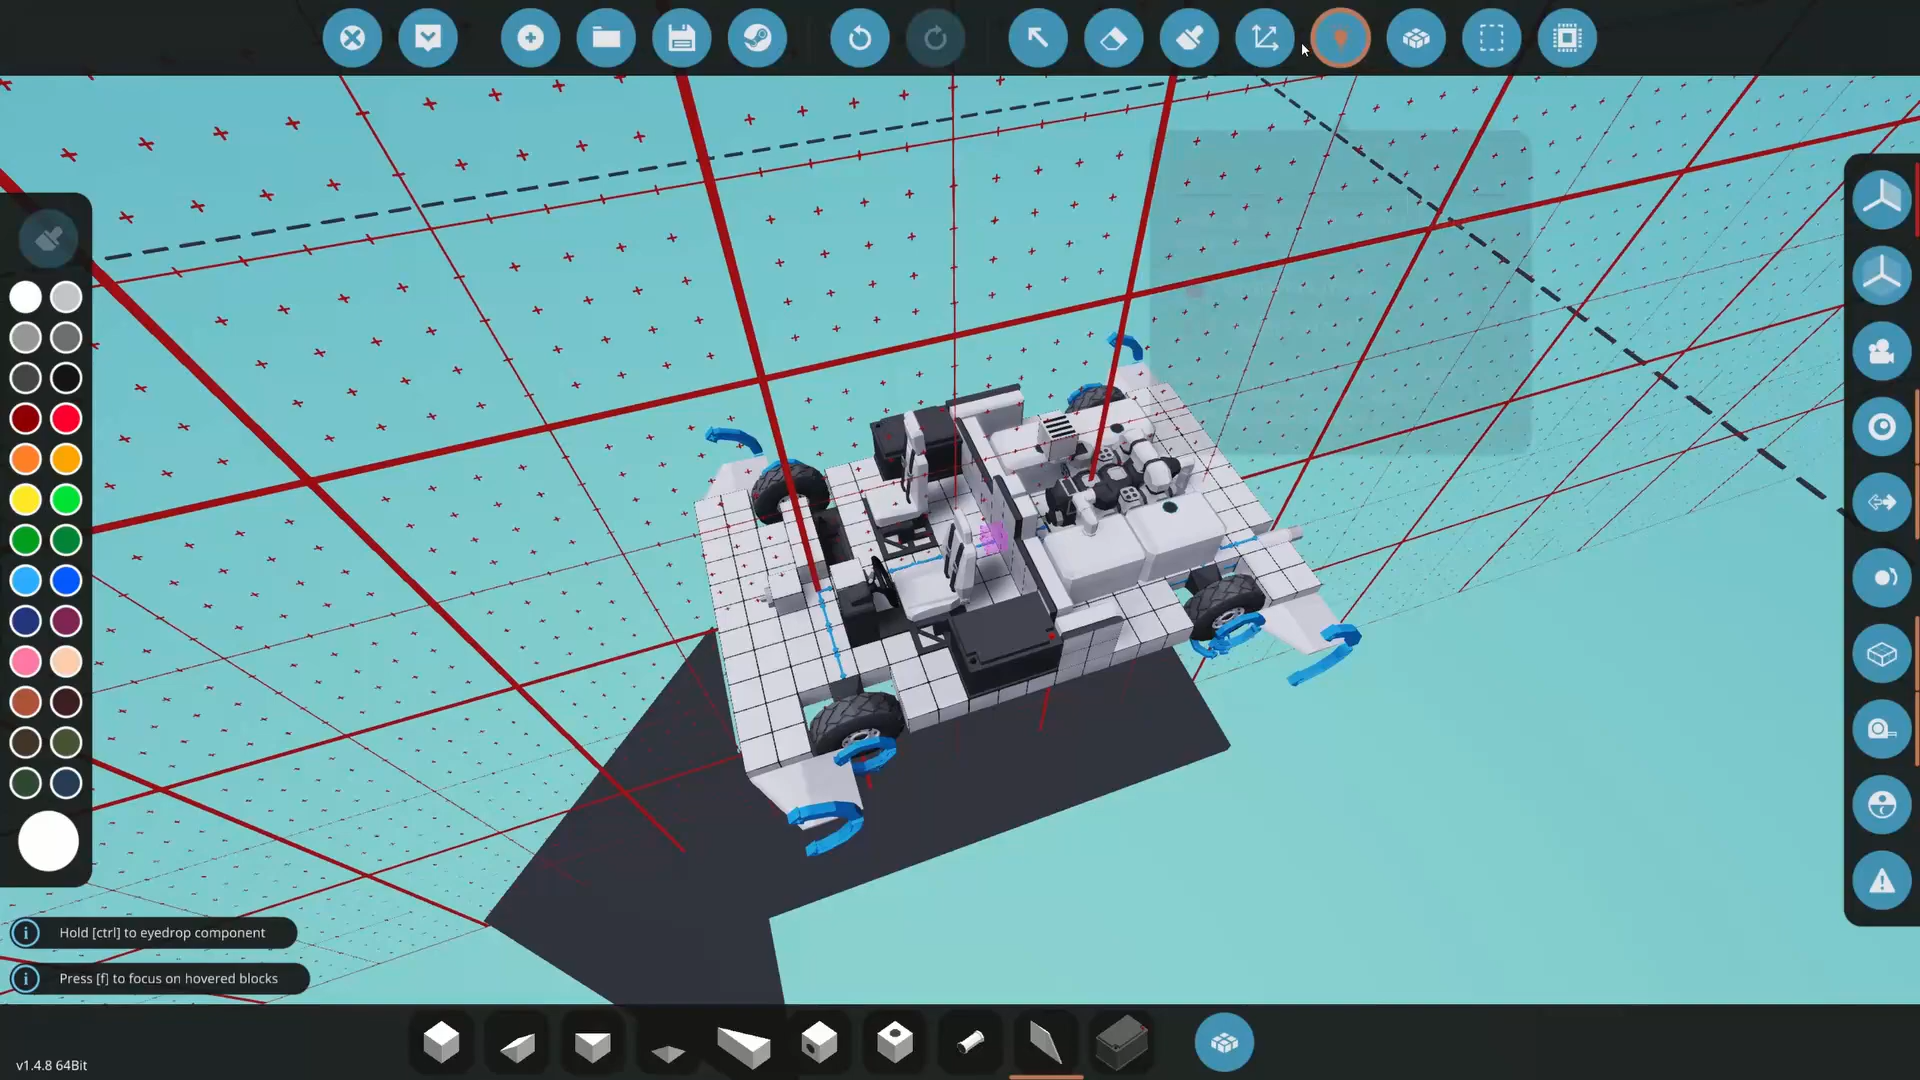 Hold [ctrl] to eyedrop component
Press [f] to focus on hovered blocks
v1.4.8 64Bit